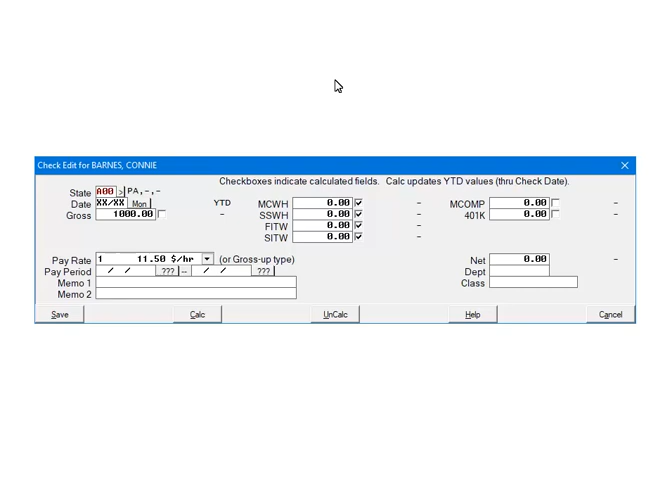 Check Edit for BARNES, CONNIE
Checkboxes indicate calculated fields. Calc updates YTD values (thru Check Date).
State A00 > PA,-,-
Date XX/XX Mon YTD MCWH 0.00 - MCOMP 0.00 -
Gross 1000.00 - SSWH 0.00 - 401K 0.00 -
FITW 0.00 -
SITW 0.00 -
Pay Rate 1 11.50 $/hr (or Gross-up type) Net 0.00 -
Pay Period / / ??? -- / / ??? Dept
Memo 1 Class
Memo 2
Save Calc UnCalc Help Cancel